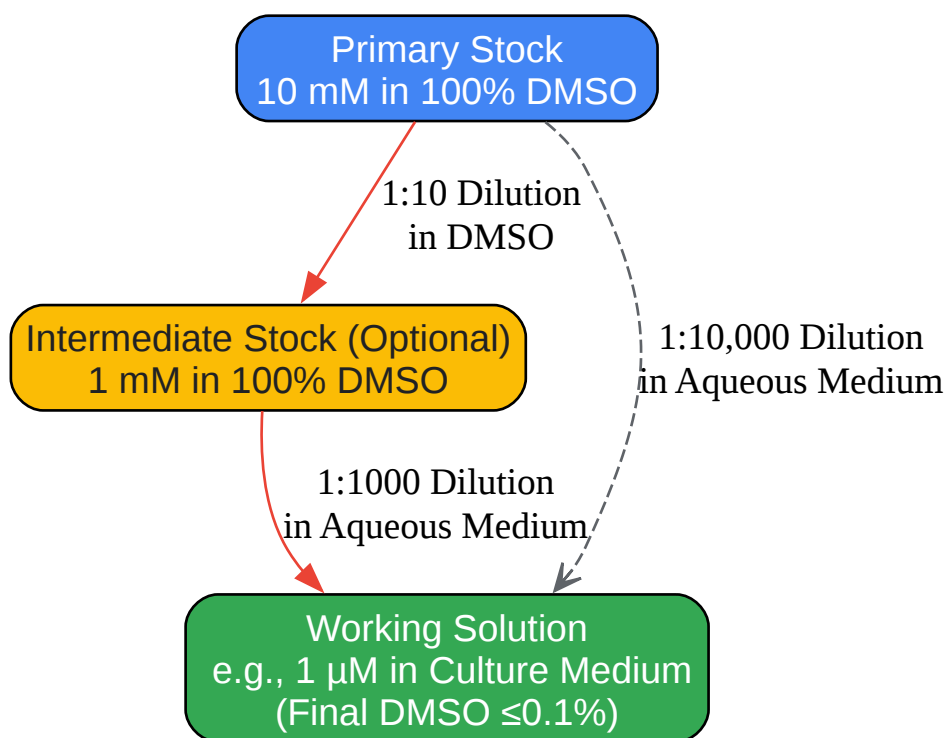 Primary Stock
10 mM in 100% DMSO
1:10 Dilution
in DMSO
Intermediate Stock (Optional)
1 mM in 100% DMSO
1:10,000 Dilution
in Aqueous Medium
1:1000 Dilution
in Aqueous Medium
Working Solution
e.g., 1 µM in Culture Medium
(Final DMSO ≤0.1%)